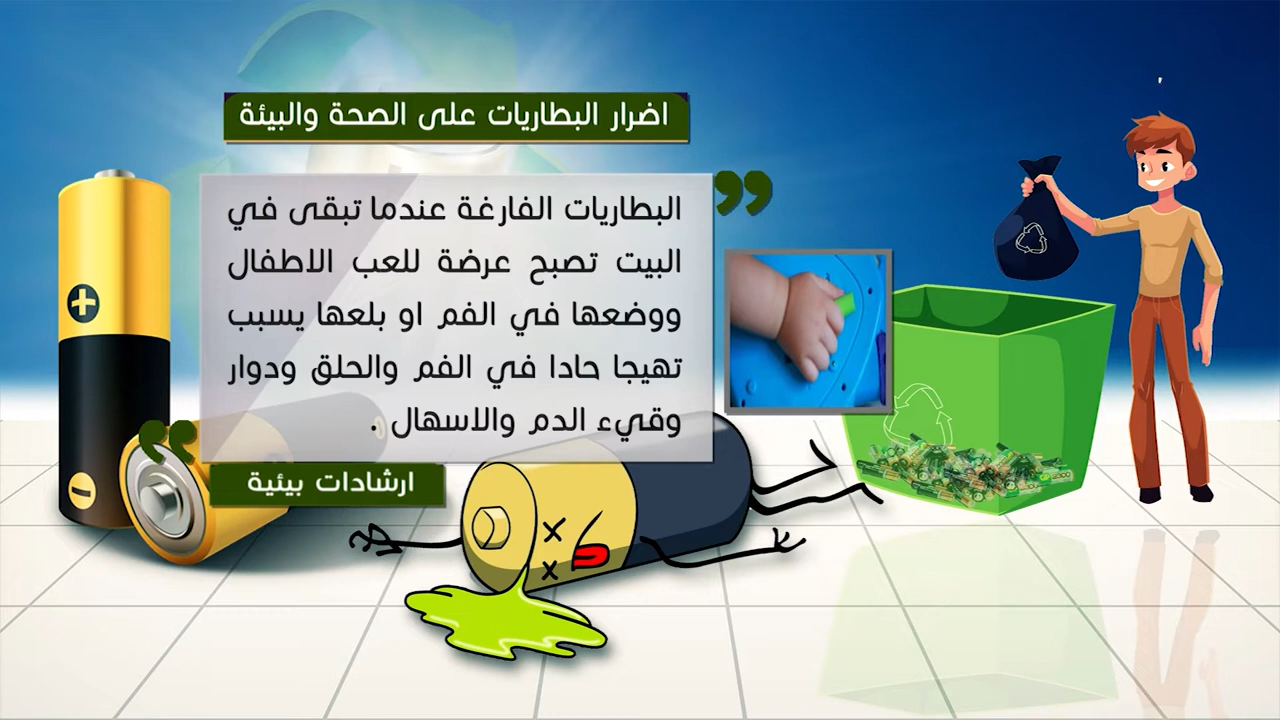 اضرار البطاريات على الصحة والبيئة
البطاريات الفارغة عندما تبقى في
البيت تصبح عرضة للعب الاطفال
ووضعها في الفم او بلعها يسبب
تهيجا حادا في الفم والحلق ودوار
وقيء الدم والاسهال .
ارشادات بيئية